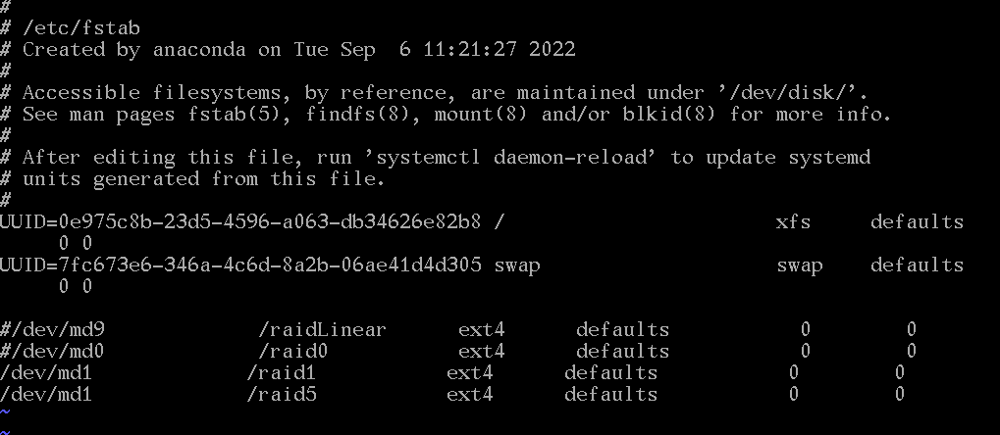 #
# /etc/fstab
# Created by anaconda on Tue Sep  6 11:21:27 2022
#
# Accessible filesystems, by reference, are maintained under '/dev/disk/'.
# See man pages fstab(5), findfs(8), mount(8) and/or blkid(8) for more info.
#
# After editing this file, run 'systemctl daemon-reload' to update systemd
# units generated from this file.
#
UUID=0e975c8b-23d5-4596-a063-db34626e82b8 /                       xfs     defaults
     0 0
UUID=7fc673e6-346a-4c6d-8a2b-06ae41d4d305 swap                    swap    defaults
     0 0
#/dev/md9             /raidLinear      ext4      defaults           0        0
#/dev/md0             /raid0           ext4      defaults           0        0
/dev/md1             /raid1           ext4      defaults           0        0
/dev/md1             /raid5           ext4      defaults           0        0
~
~